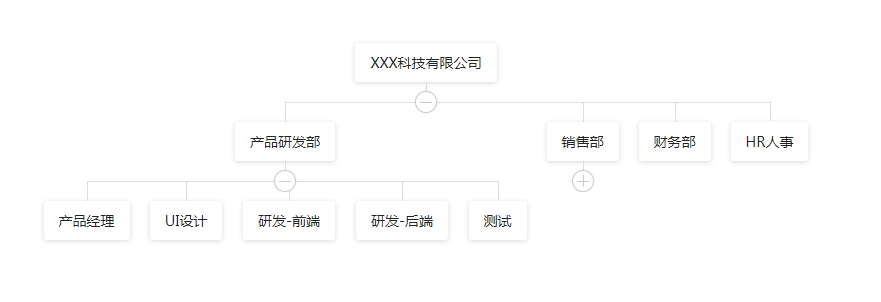 XXX科技有限公司
产品研发部
销售部
财务部
HR人事
产品经理
UI设计
研发-前端
研发-后端
测试